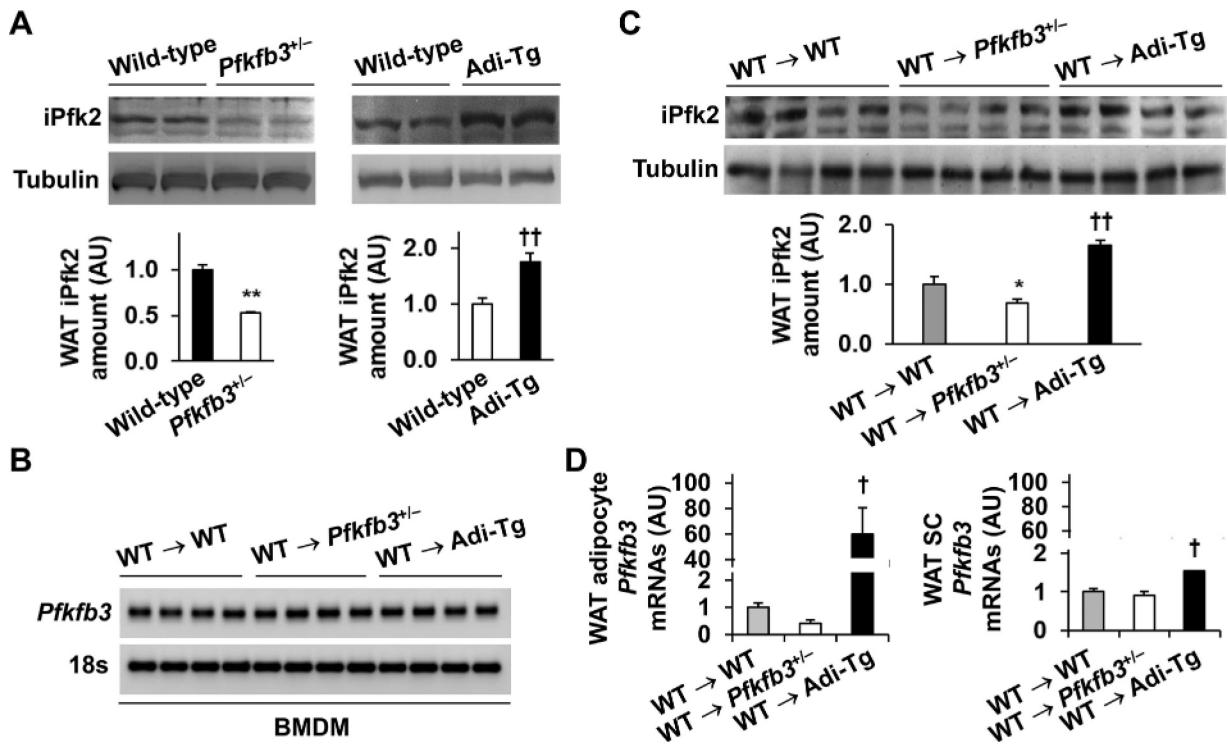 A
Wild-type Pfkfb3+/–
iPfk2
Tubulin
WAT iPfk2
amount (AU)
1.0
0.5
0.0
**
Wild-type
Pfkfb3+/–
Wild-type Adi-Tg
WAT iPfk2
amount (AU)
2.0
1.0
0.0
††
Wild-type
Adi-Tg
C
WT → WT
WT → Pfkfb3+/–
WT → Adi-Tg
iPfk2
Tubulin
WAT iPfk2
amount (AU)
2.0
1.0
0.0
*
††
WT → WT
WT → Pfkfb3+/–
WT → Adi-Tg
B
WT → WT
WT → Pfkfb3+/–
WT → Adi-Tg
Pfkfb3
18s
BMDM
D
WAT adipocyte
Pfkfb3
mRNAs (AU)
100
80
60
40
2
1
0
†
WT → WT
WT → Pfkfb3+/–
WT → Adi-Tg
WAT SC
Pfkfb3
mRNAs (AU)
100
80
60
40
2
1
0
†
WT → WT
WT → Pfkfb3+/–
WT → Adi-Tg